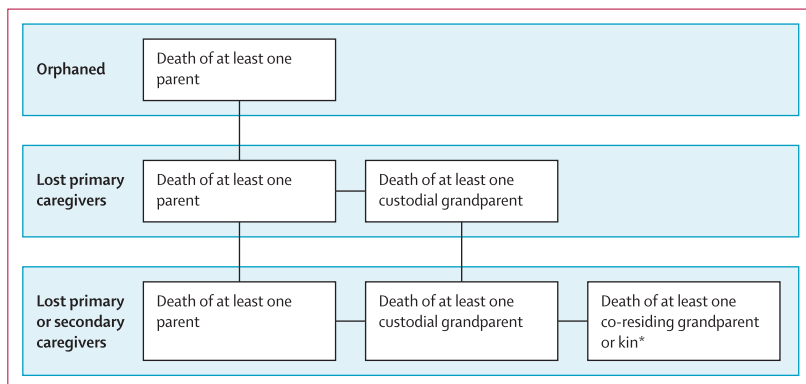 Orphaned
Death of at least one
parent
Lost primary
caregivers
Death of at least one
parent
Death of at least one
custodial grandparent
Lost primary
or secondary
caregivers
Death of at least one
parent
Death of at least one
custodial grandparent
Death of at least one
co-residing grandparent
or kin*